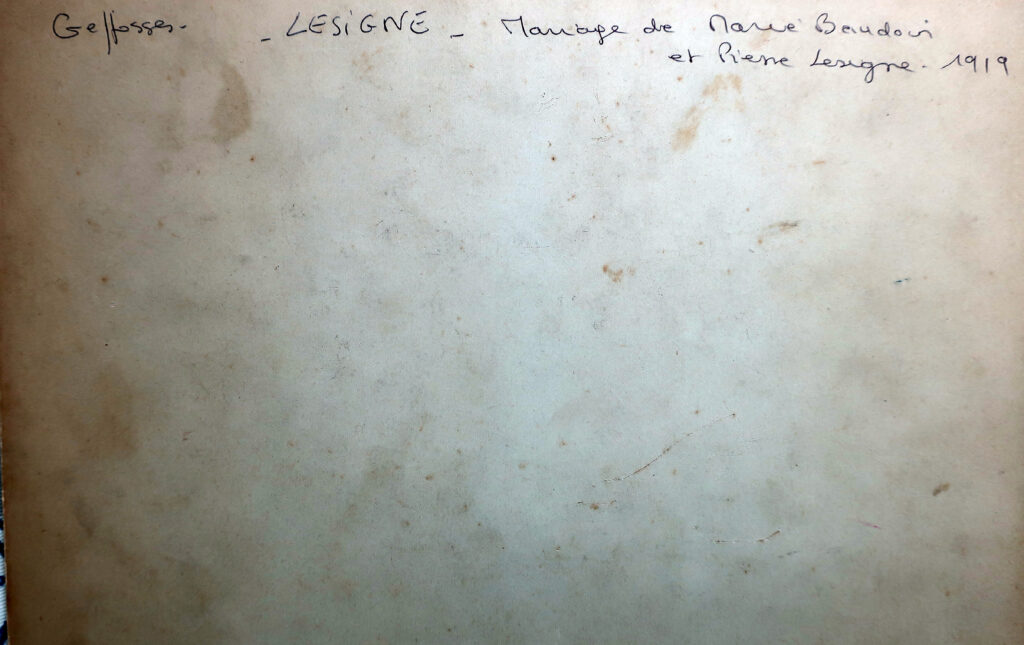 Geffosses. - LESIGNE - Mariage de Marie Baudoin
et Pierre Lesigne. 1919